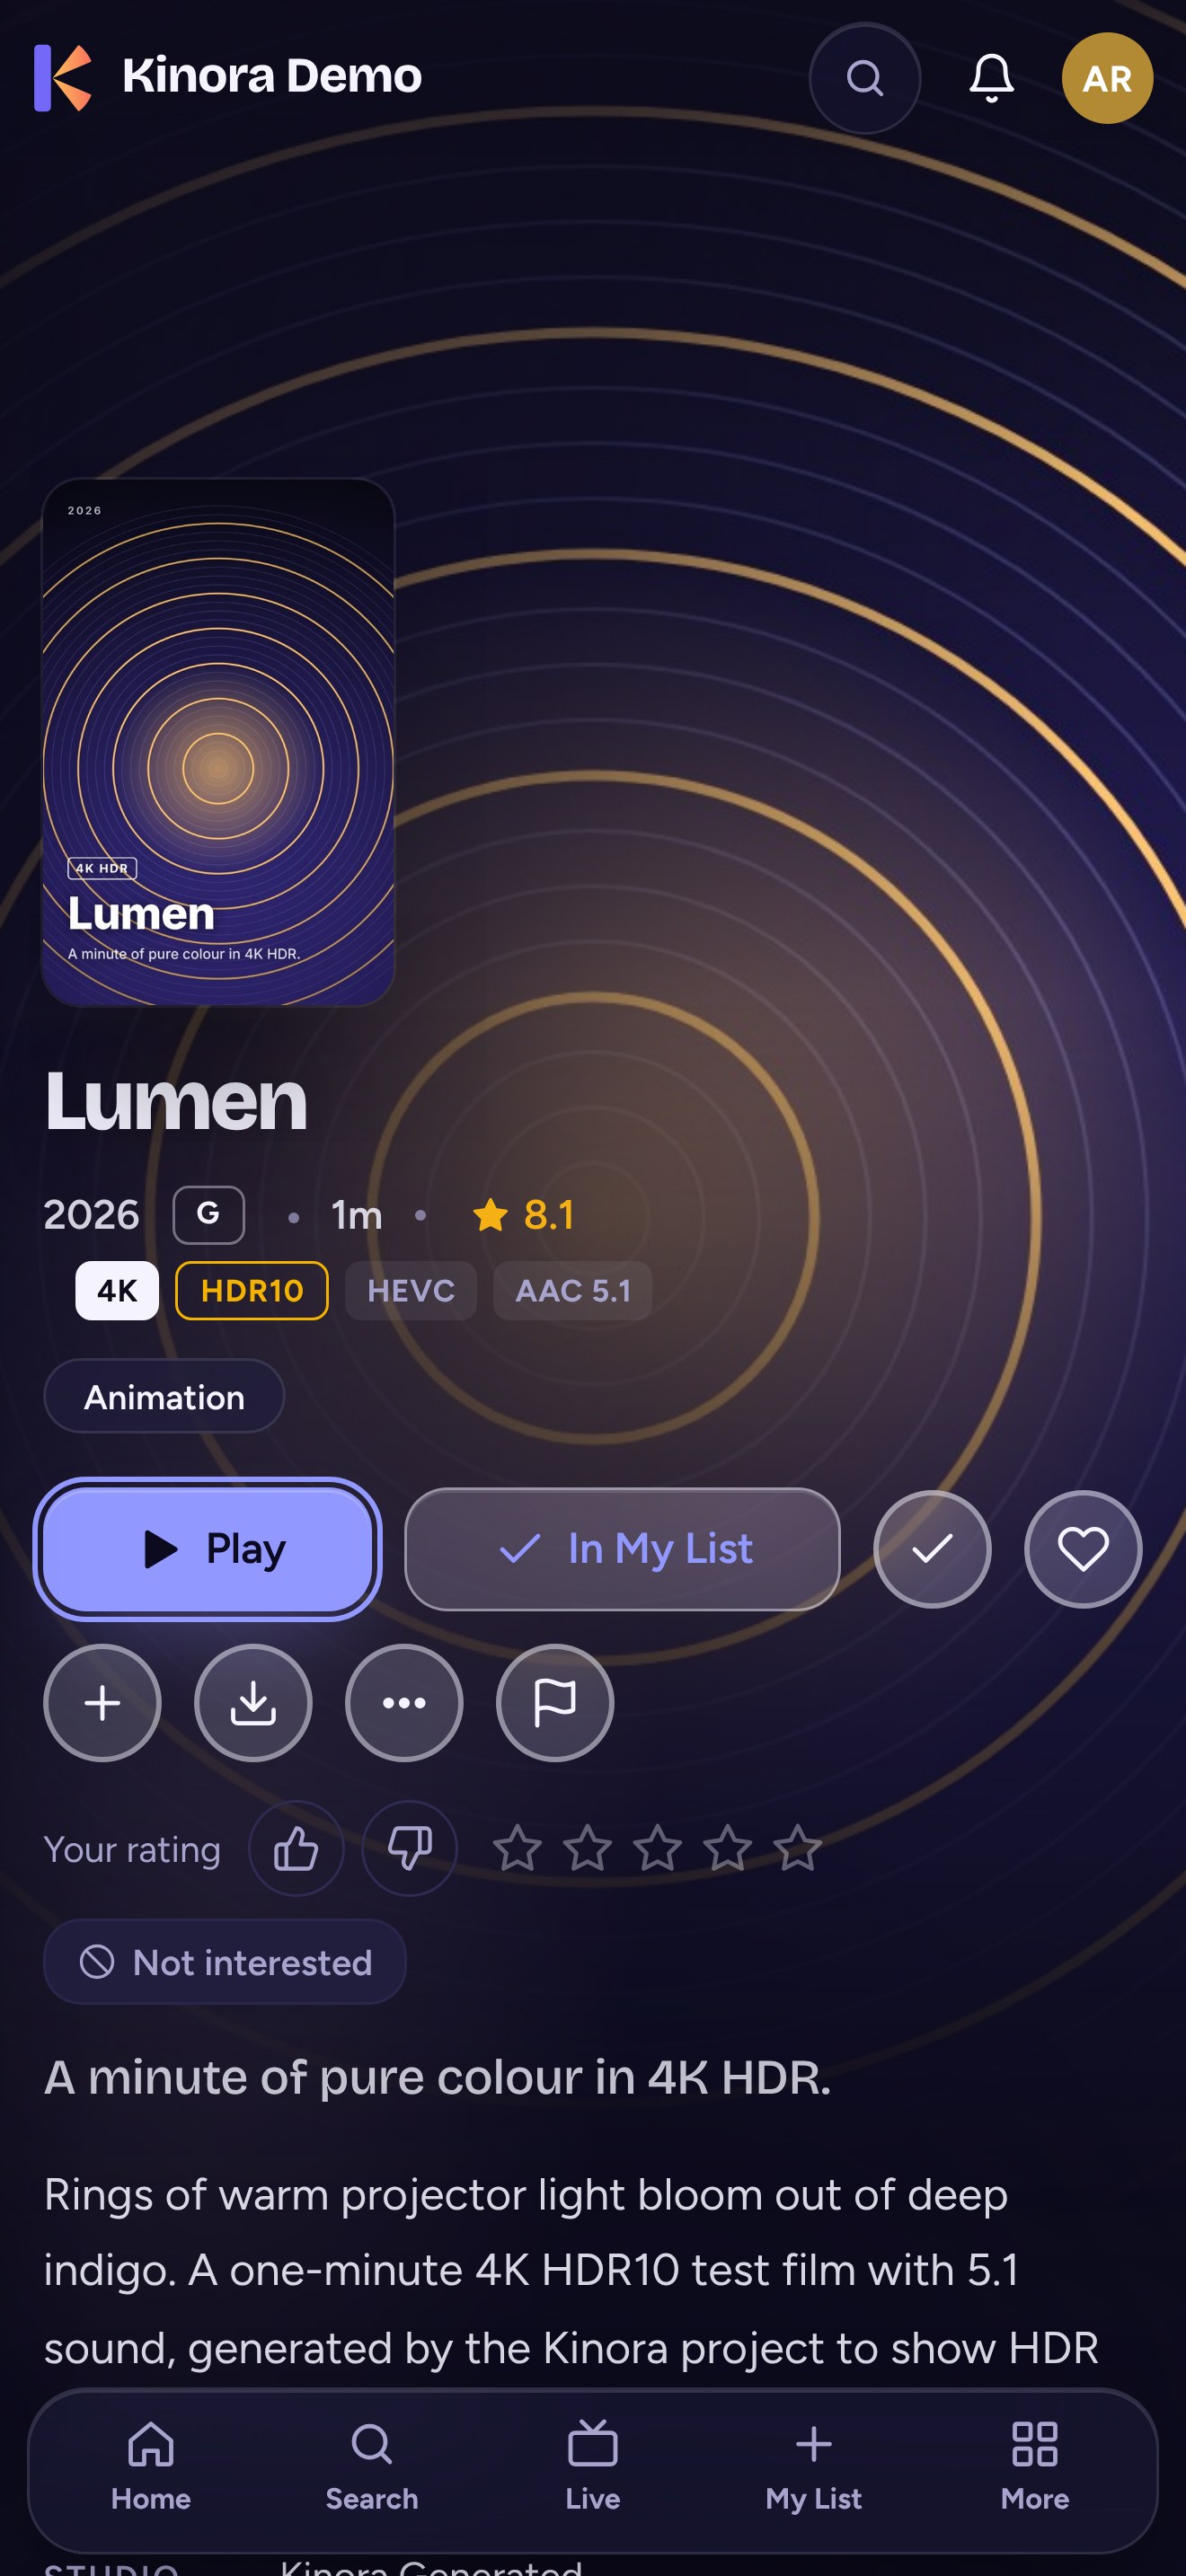 Kinora Demo
AR
2026
4K HDR
Lumen
A minute of pure colour in 4K HDR.
Lumen
2026 G • 1m • 8.1
4K HDR10 HEVC AAC 5.1
Animation
Play In My List
Your rating
Not interested
A minute of pure colour in 4K HDR.
Rings of warm projector light bloom out of deep
indigo. A one-minute 4K HDR10 test film with 5.1
sound, generated by the Kinora project to show HDR
Home Search Live My List More
STUDIO Kinora Generated